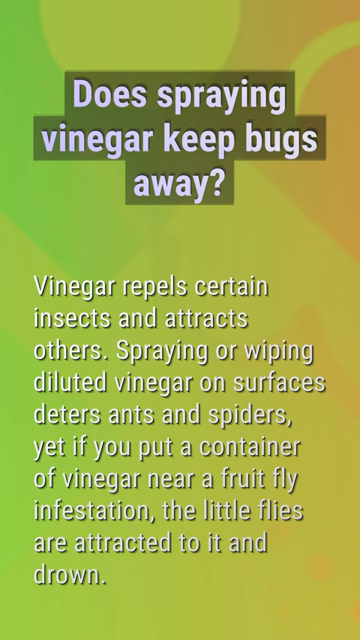 Does spraying
vinegar keep bugs
away?
Vinegar repels certain
insects and attracts
others. Spraying or wiping
diluted vinegar on surfaces
deters ants and spiders,
yet if you put a container
of vinegar near a fruit fly
infestation, the little flies
are attracted to it and
drown.